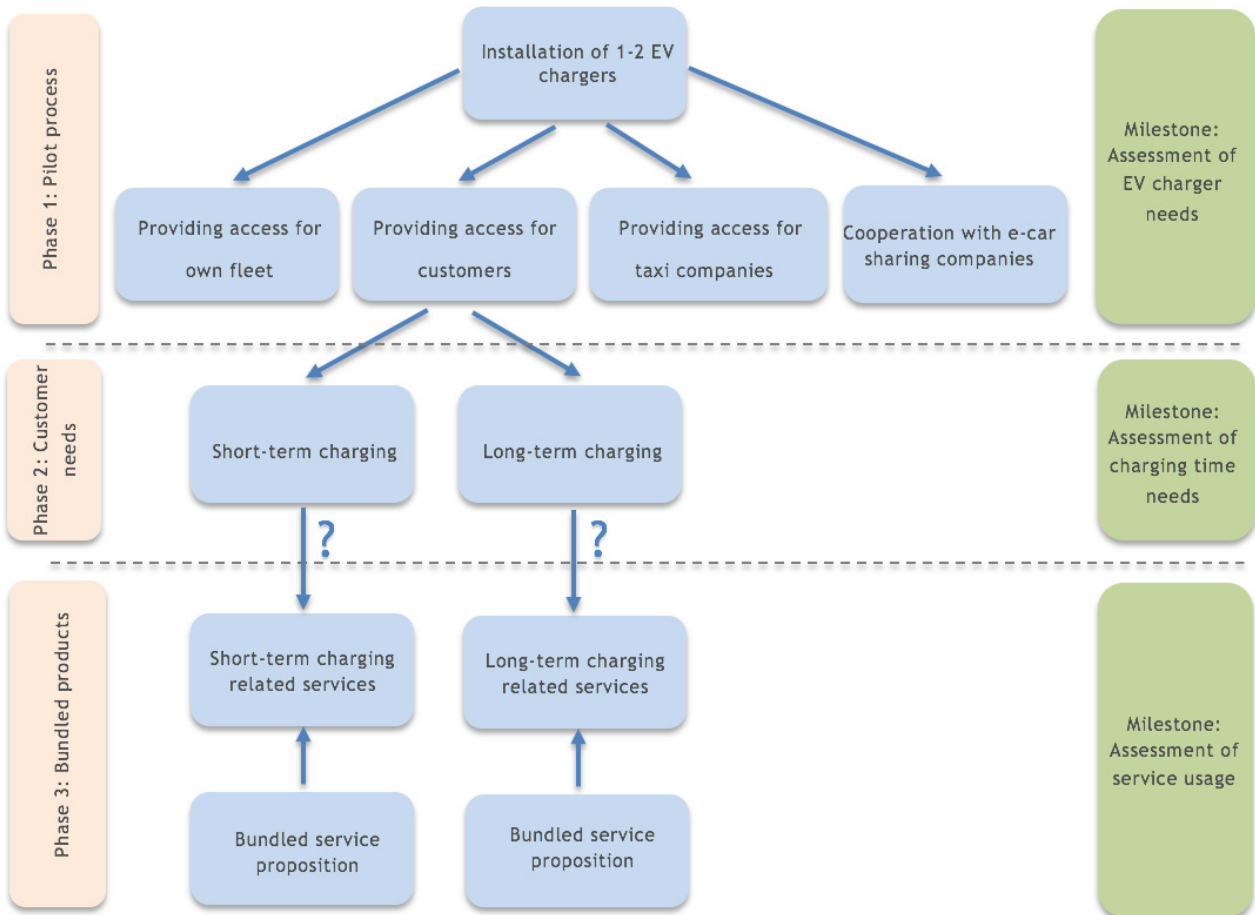 Phase 1: Pilot process
Installation of 1-2 EV
chargers
Providing access for
own fleet
Providing access for
customers
Providing access for
taxi companies
Cooperation with e-car
sharing companies
Milestone:
Assessment of
EV charger
needs
Phase 2: Customer
needs
Short-term charging
Long-term charging
Milestone:
Assessment of
charging time
needs
?
?
Phase 3: Bundled products
Short-term charging
related services
Long-term charging
related services
Bundled service
proposition
Bundled service
proposition
Milestone:
Assessment of
service usage